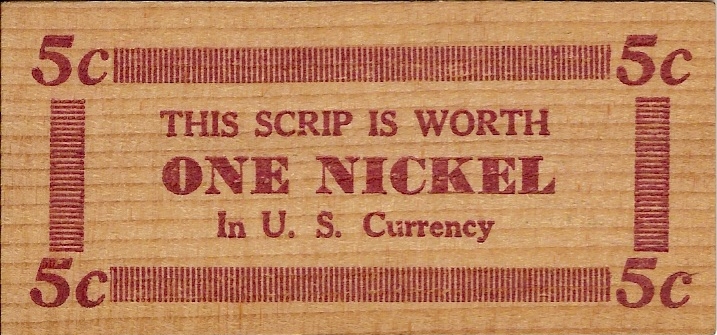 5c 5c
THIS SCRIP IS WORTH
ONE NICKEL
In U. S. Currency
5c 5c